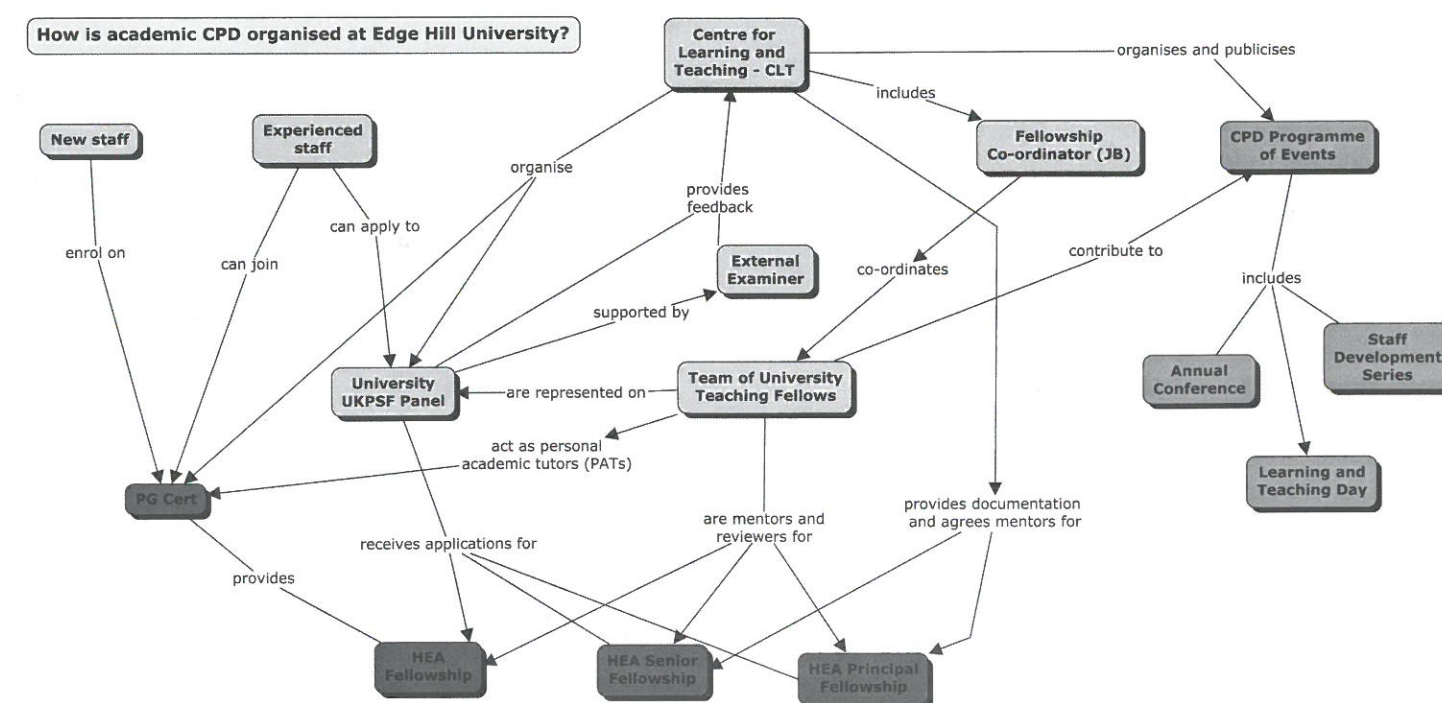 How is academic CPD organised at Edge Hill University?
Centre for
Learning and
Teaching - CLT
organises and publicises
includes
New staff
Experienced
staff
Fellowship
Co-ordinator (JB)
CPD Programme
of Events
organise
provides
feedback
can apply to
enrol on
can join
External
Examiner
co-ordinates
contribute to
includes
supported by
Staff
Development
Series
Annual
Conference
University
UKPSF Panel
are represented on
Team of University
Teaching Fellows
act as personal
academic tutors (PATs)
Learning and
Teaching Day
PG Cert
provides documentation
and agrees mentors for
are mentors and
reviewers for
receives applications for
provides
HEA
Fellowship
HEA Senior
Fellowship
HEA Principal
Fellowship